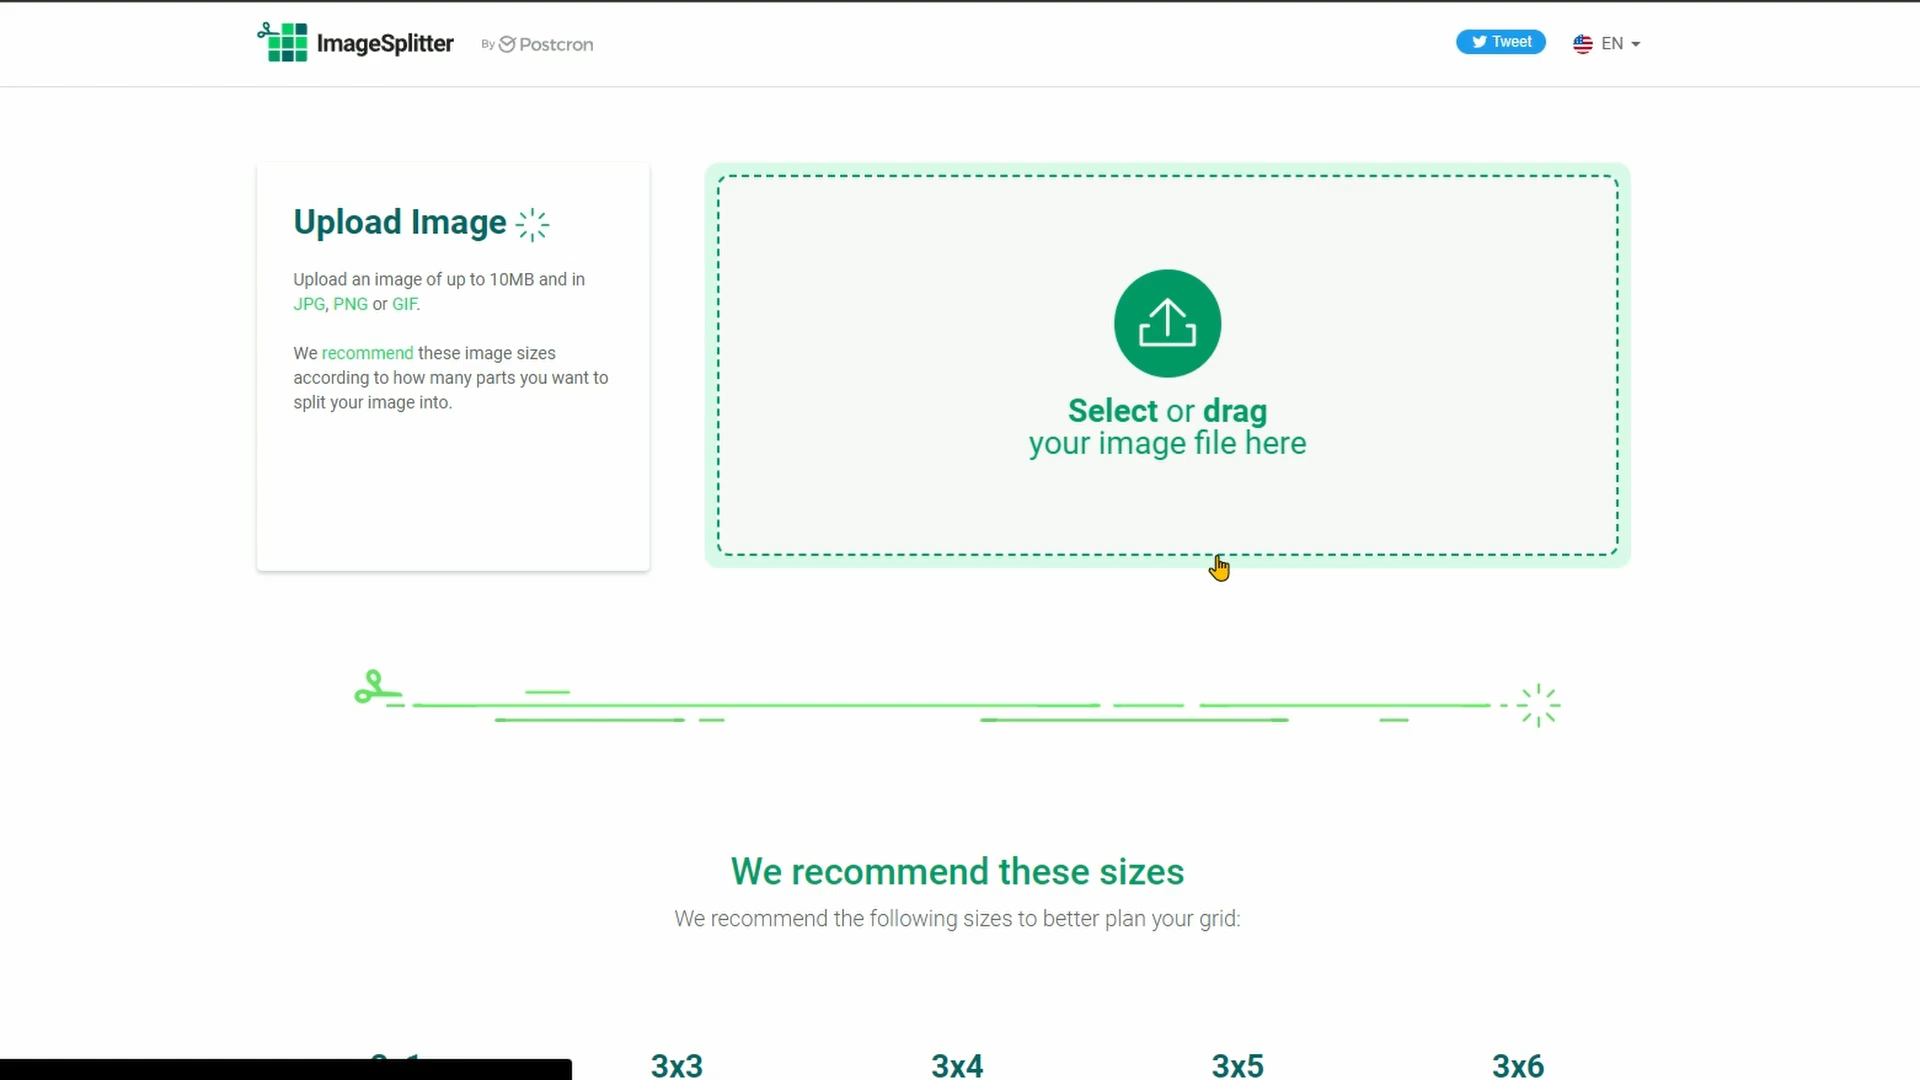 ImageSplitter By Postcron
Tweet
EN
Upload Image
Upload an image of up to 10MB and in
JPG, PNG or GIF.
We recommend these image sizes
according to how many parts you want to
split your image into.
Select or drag
your image file here
We recommend these sizes
We recommend the following sizes to better plan your grid:
3x3 3x4 3x5 3x6